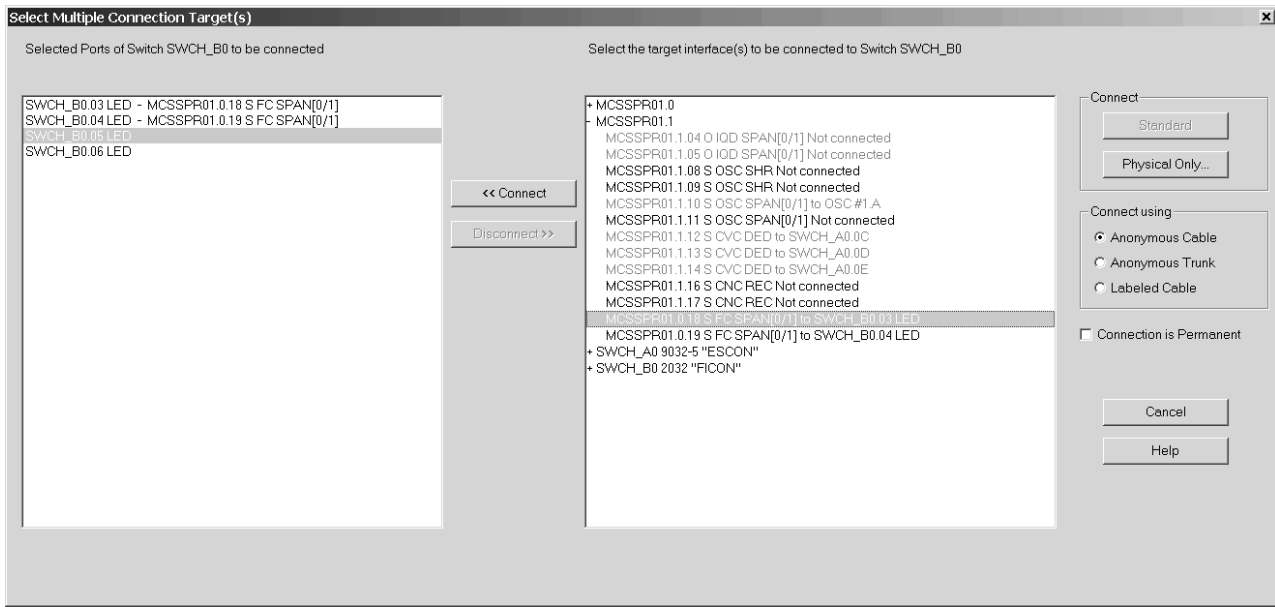 Select Multiple Connection Target(s)
Selected Ports of Switch SWCH_B0 to be connected
SWCH_B0.03 LED - MCSSPR01.0.18 S FC SPAN[0/1]
SWCH_B0.04 LED - MCSSPR01.0.19 S FC SPAN[0/1]
SWCH_B0.05 LED
SWCH_B0.06 LED
<< Connect
Disconnect >>
Select the target interface(s) to be connected to Switch SWCH_B0
+ MCSSPR01.0
- MCSSPR01.1
MCSSPR01.1.04 O IQD SPAN[0/1] Not connected
MCSSPR01.1.05 O IQD SPAN[0/1] Not connected
MCSSPR01.1.08 S OSC SHR Not connected
MCSSPR01.1.09 S OSC SHR Not connected
MCSSPR01.1.10 S OSC SPAN[0/1] to OSC #1.A
MCSSPR01.1.11 S OSC SPAN[0/1] Not connected
MCSSPR01.1.12 S CVC DED to SWCH_A0.0C
MCSSPR01.1.13 S CVC DED to SWCH_A0.0D
MCSSPR01.1.14 S CVC DED to SWCH_A0.0E
MCSSPR01.1.16 S CNC REC Not connected
MCSSPR01.1.17 S CNC REC Not connected
MCSSPR01.0.18 S FC SPAN[0/1] to SWCH_B0.03 LED
MCSSPR01.0.19 S FC SPAN[0/1] to SWCH_B0.04 LED
+ SWCH_A0 9032-5 "ESCON"
+ SWCH_B0 2032 "FICON"
Connect
Standard
Physical Only...
Connect using
Anonymous Cable
Anonymous Trunk
Labeled Cable
Connection is Permanent
Cancel
Help